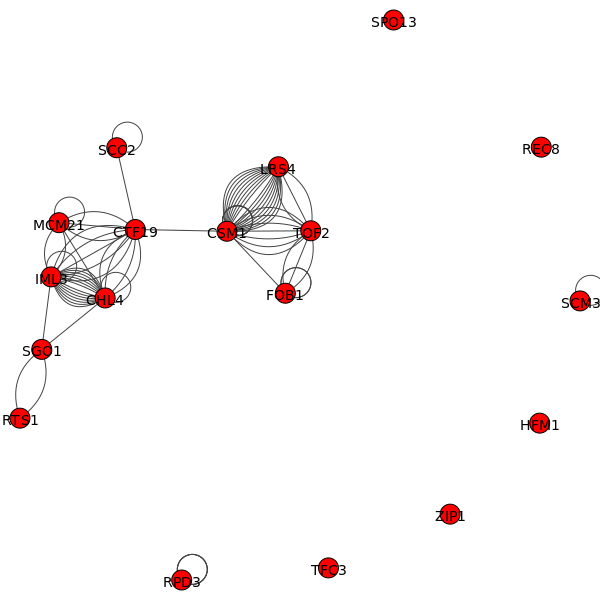 SPO13
REC8
SCC2
LRS4
MCM21
CTF19
CSM1
TOF2
IML3
CHL4
FOB1
SCM3
SGO1
RTS1
HFM1
ZIP1
TFC3
RPD3